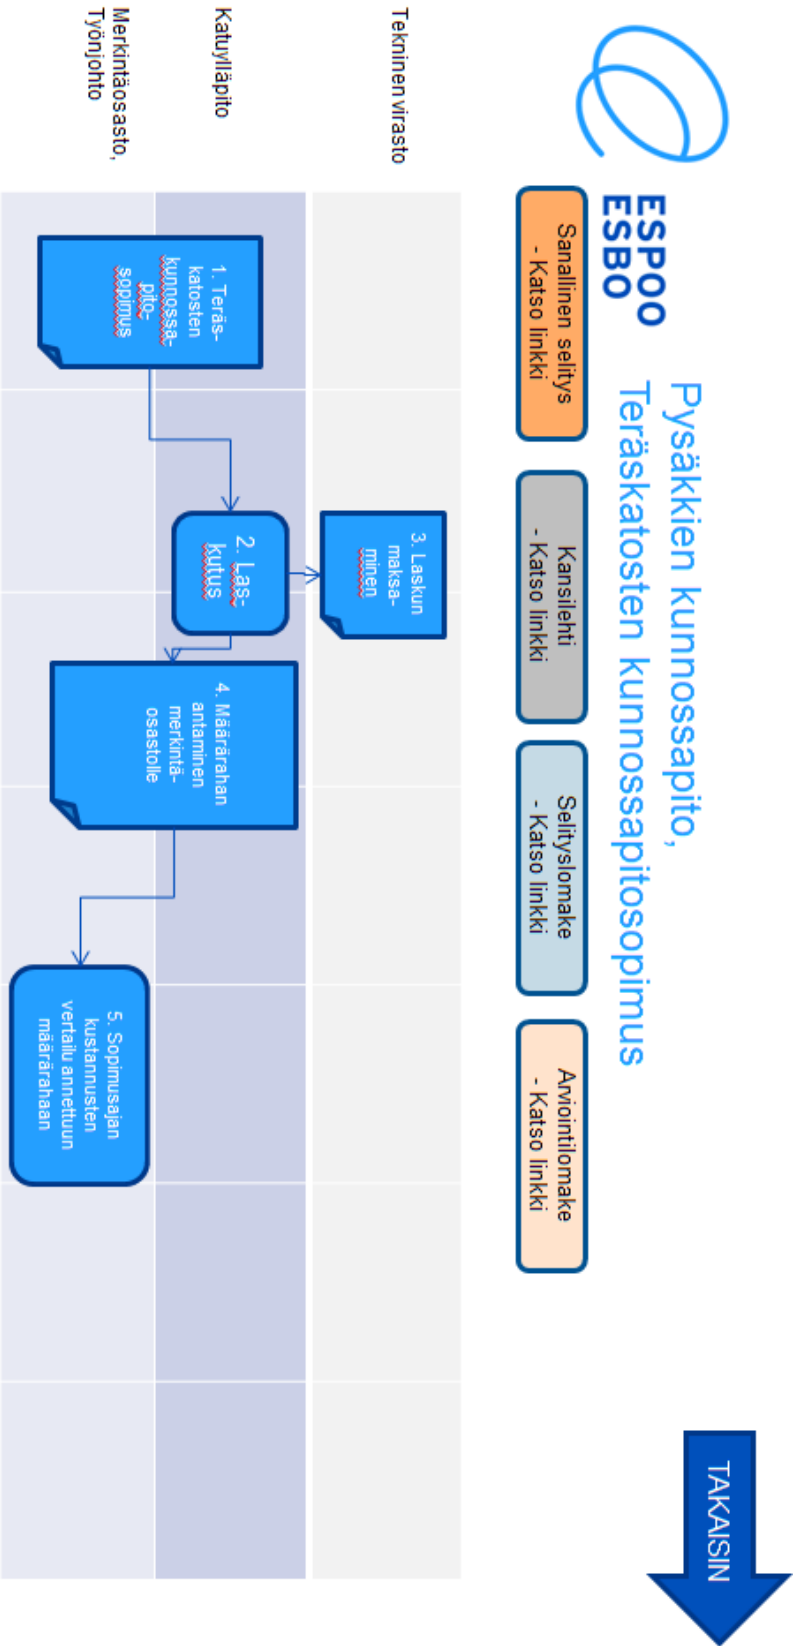 ESPOO
ESBO
Pysäkkien kunnossapito,
Teräskatosten kunnossapitosopimus
TAKAISIN
Sanallinen selitys
- Katso linkki
Kansilehti
- Katso linkki
Selityslomake
- Katso linkki
Arviointilomake
- Katso linkki
Tekninen virasto
3. Laskun
maksa-
minen
Katuylläpito
2. Las-
kutus
Merkintäosasto,
Työnjohto
1. Teräs-
katosten
kunnossa-
pito-
sopimus
4. Määrärahan
antaminen
merkintä-
osastolle
5. Sopimusajan
kustannusten
vertailu annettuun
määrärahaan